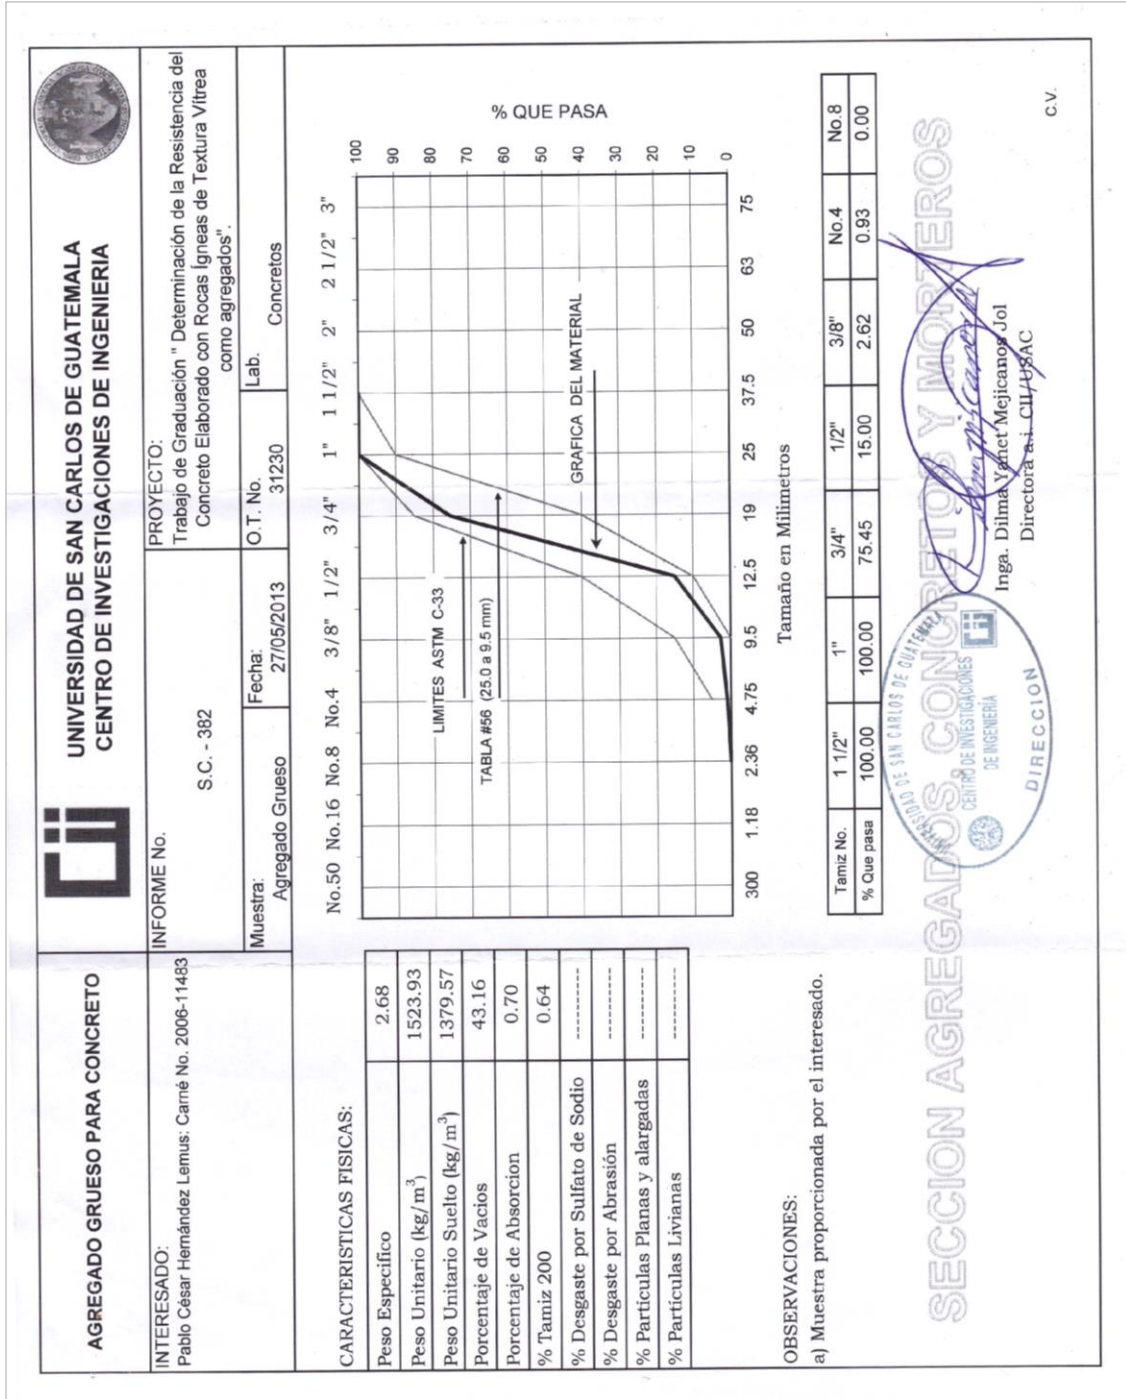 AGREGADO GRUESO PARA CONCRETO
UNIVERSIDAD DE SAN CARLOS DE GUATEMALA
CENTRO DE INVESTIGACIONES DE INGENIERIA
INTERESADO:
Pablo César Hernández Lemus: Carné No. 2006-11483
INFORME No.
S.C. - 382
PROYECTO:
Trabajo de Graduación " Determinación de la Resistencia del
Concreto Elaborado con Rocas Ígneas de Textura Vítrea
como agregados".
Muestra:
Agregado Grueso
Fecha:
27/05/2013
O.T. No.
31230
Lab.
Concretos
CARACTERISTICAS FISICAS:
Peso Especifico 2.68
Peso Unitario (kg/m3) 1523.93
Peso Unitario Suelto (kg/m3) 1379.57
Porcentaje de Vacios 43.16
Porcentaje de Absorcion 0.70
% Tamiz 200 0.64
% Desgaste por Sulfato de Sodio -----------
% Desgaste por Abrasión -----------
% Particulas Planas y alargadas -----------
% Partículas Livianas -----------
No.50 No.16 No.8 No.4 3/8" 1/2" 3/4" 1" 1 1/2" 2" 2 1/2" 3"
100
90
80
70
60
50
40
30
20
10
0
% QUE PASA
LIMITES ASTM C-33
TABLA #56 (25.0 a 9.5 mm)
GRAFICA DEL MATERIAL
300 1.18 2.36 4.75 9.5 12.5 19 25 37.5 50 63 75
Tamaño en Milimetros
Tamiz No. 1 1/2" 1" 3/4" 1/2" 3/8" No.4 No.8
% Que pasa 100.00 100.00 75.45 15.00 2.62 0.93 0.00
OBSERVACIONES:
a) Muestra proporcionada por el interesado.
SECCION AGREGADOS, CONCRETOS Y MORTEROS
UNIVERSIDAD DE SAN CARLOS DE GUATEMALA
CENTRO DE INVESTIGACIONES
DE INGENIERÍA
DIRECCION
Inga. Dilma Yanet Mejicanos Jol
Directora a.i. CII/USAC
C.V.